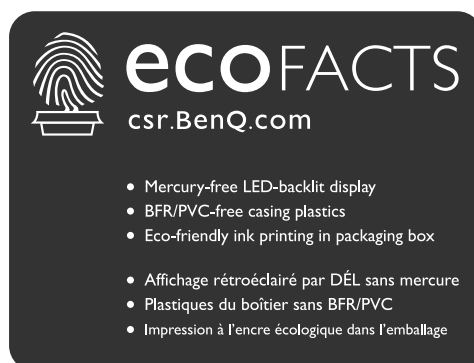 ecoFACTS
csr.BenQ.com
• Mercury-free LED-backlit display
• BFR/PVC-free casing plastics
• Eco-friendly ink printing in packaging box
• Affichage rétroéclairé par DÉL sans mercure
• Plastiques du boîtier sans BFR/PVC
• Impression à l'encre écologique dans l'emballage